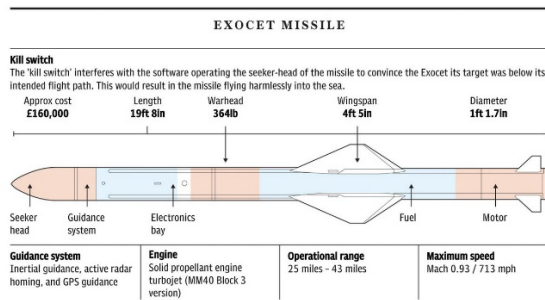 EXOCET MISSILE
Kill switch
The 'kill switch' interferes with the software operating the seeker-head of the missile to convince the Exocet its target was below its
intended flight path. This would result in the missile flying harmlessly into the sea.
Approx cost
£160,000
Length
19ft 8in
Warhead
364lb
Wingspan
4ft 5in
Diameter
1ft 1.7in
Seeker
head
Guidance
system
Electronics
bay
Fuel
Motor
Guidance system
Inertial guidance, active radar
homing, and GPS guidance
Engine
Solid propellant engine
turbojet (MM40 Block 3
version)
Operational range
25 miles - 43 miles
Maximum speed
Mach 0.93 / 713 mph